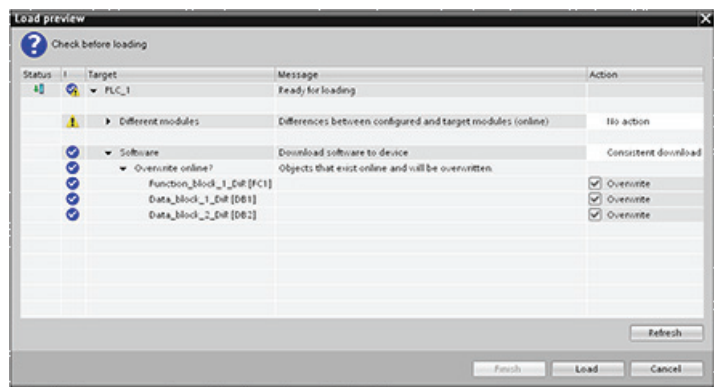 Load preview
Check before loading
Status ! Target Message Action
PLC_1 Ready for loading
Different modules Differences between configured and target modules (online) No action
Software Download software to device Consistent download
Overwrite online? Objects that exist online and will be overwritten.
Function_block_1_Diff [FC1] Overwrite
Data_block_1_Diff [DB1] Overwrite
Data_block_2_Diff [DB2] Overwrite
Refresh
Finish Load Cancel